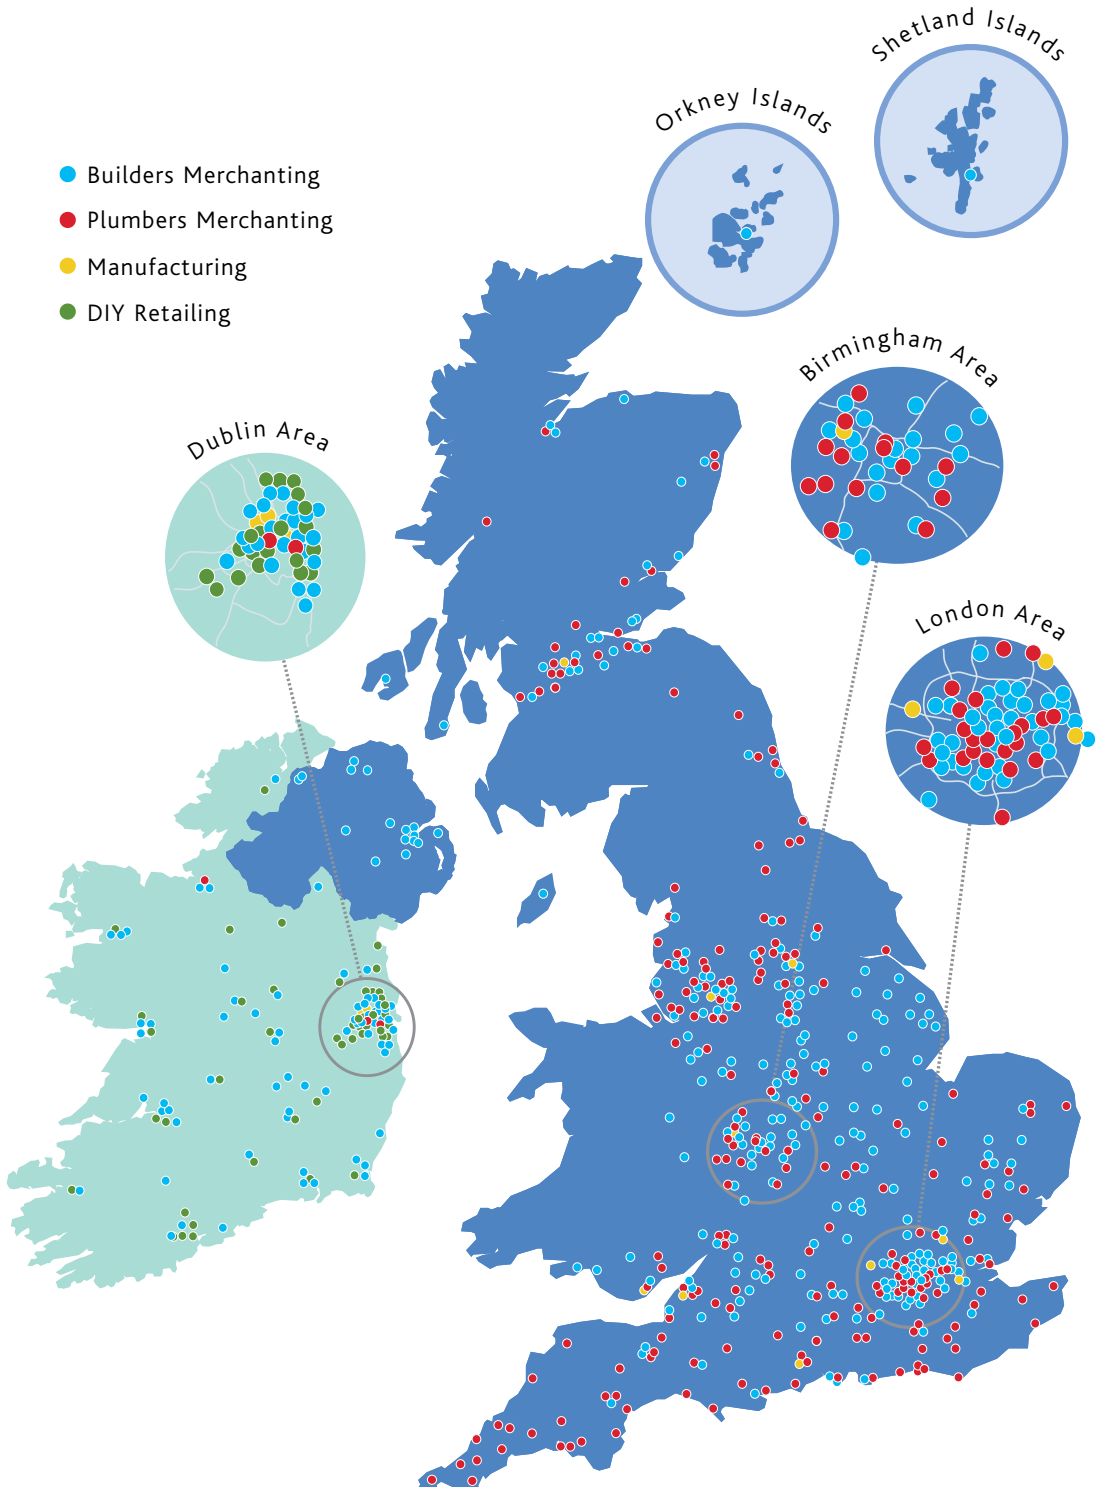 Shetland Islands
Orkney Islands
Builders Merchanting
Plumbers Merchanting
Manufacturing
DIY Retailing
Birmingham Area
Dublin Area
London Area